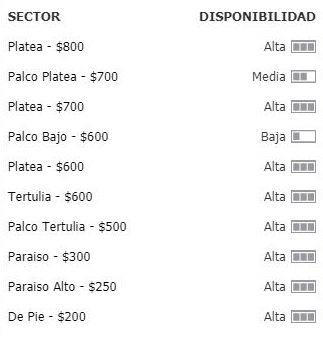 SECTOR DISPONIBILIDAD
Platea - $800 Alta
Palco Platea - $700 Media
Platea - $700 Alta
Palco Bajo - $600 Baja
Platea - $600 Alta
Tertulia - $600 Alta
Palco Tertulia - $500 Alta
Paraiso - $300 Alta
Paraiso Alto - $250 Alta
De Pie - $200 Alta